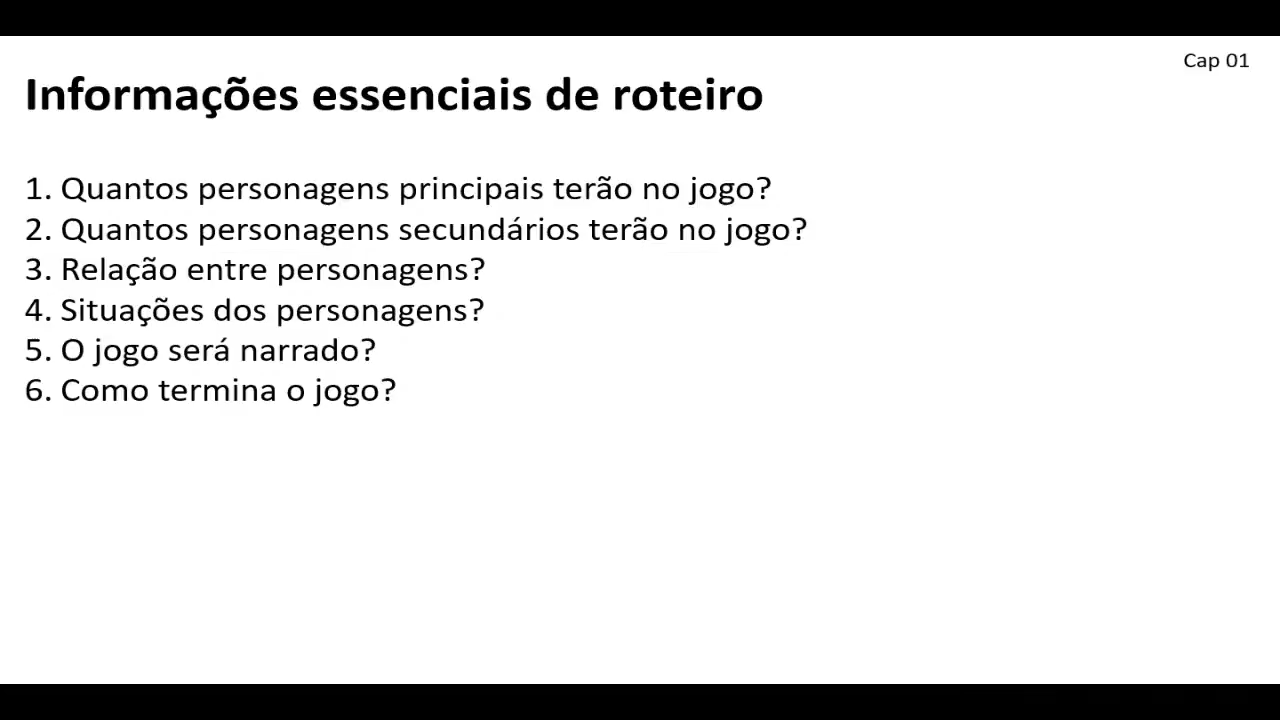 Cap 01
Informações essenciais de roteiro
1. Quantos personagens principais terão no jogo?
2. Quantos personagens secundários terão no jogo?
3. Relação entre personagens?
4. Situações dos personagens?
5. O jogo será narrado?
6. Como termina o jogo?